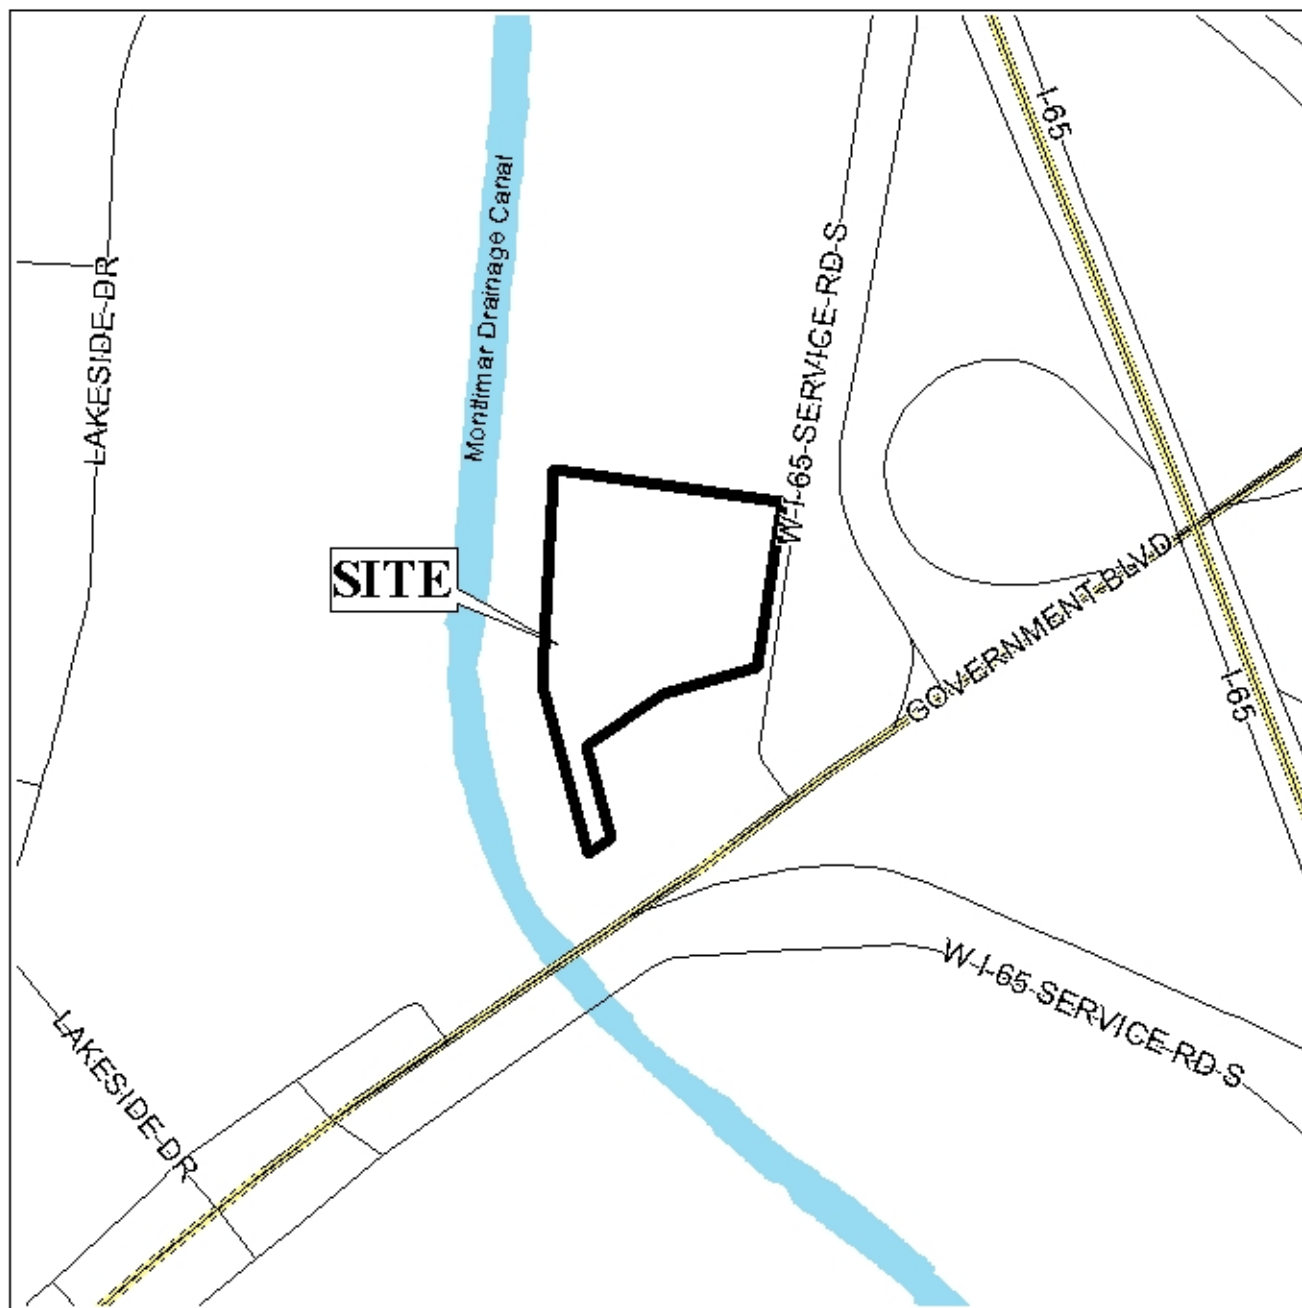 I-65
Montlimar Drainage Canal
W-I-65-SERVICE-RD-S
LAKESIDE-DR
GOVERNMENT-BLVD
SITE
I-65
W-I-65-SERVICE-RD-S
LAKESIDE-DR